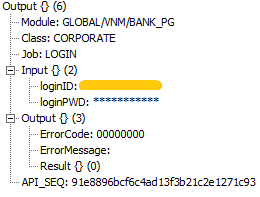 Output {} (6)
Module: GLOBAL/VNM/BANK_PG
Class: CORPORATE
Job: LOGIN
Input {} (2)
loginID:
loginPWD: ***********
Output {} (3)
ErrorCode: 00000000
ErrorMessage:
Result {} (0)
API_SEQ: 91e8896bcf6c4ad13f3b21c2e1271c93